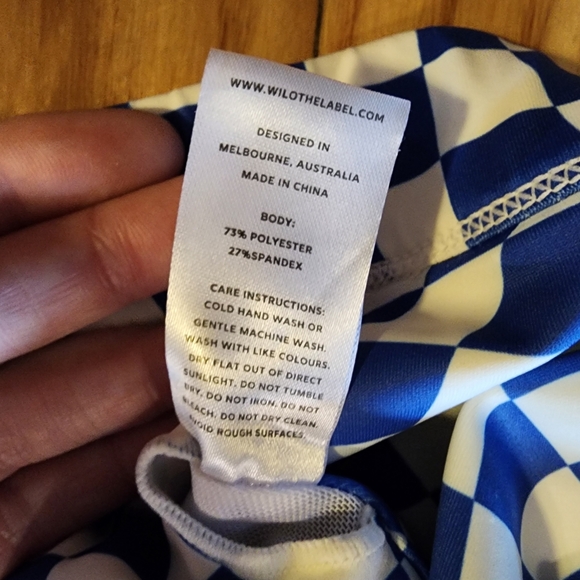 WWW.WILOTHELABEL.COM
DESIGNED IN
MELBOURNE, AUSTRALIA
MADE IN CHINA
BODY:
73% POLYESTER
27%SPANDEX
CARE INSTRUCTIONS:
COLD HAND WASH OR
GENTLE MACHINE WASH.
WASH WITH LIKE COLOURS.
DRY FLAT OUT OF DIRECT
SUNLIGHT. DO NOT TUMBLE
DRY. DO NOT IRON. DO NOT
BLEACH. DO NOT DRY CLEAN.
AVOID ROUGH SURFACES.